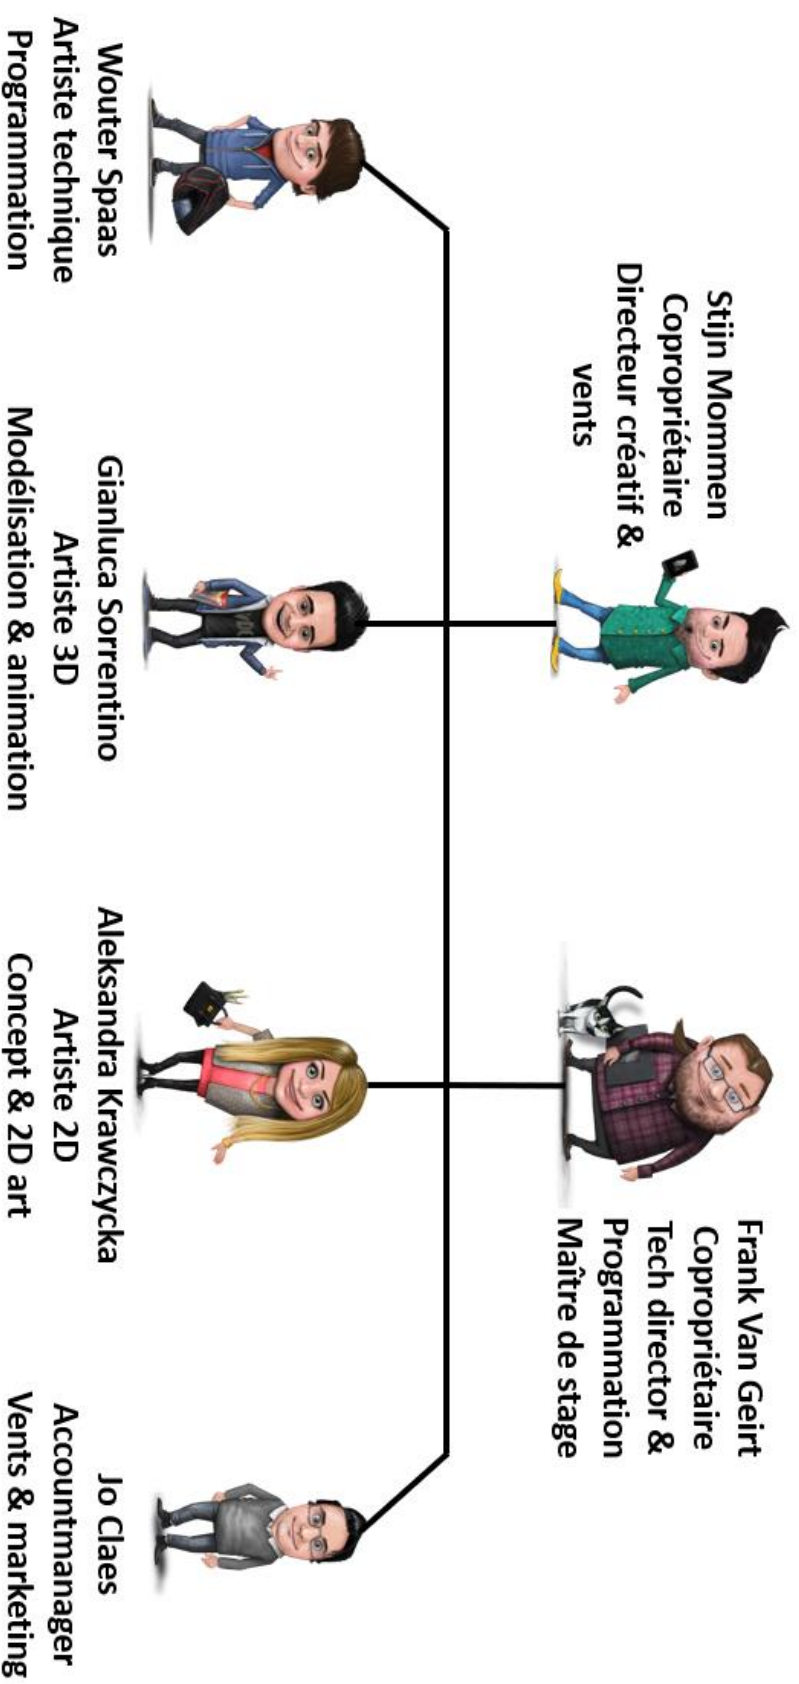 Stijn Mommen
Copropriétaire
Directeur créatif &
vents
Frank Van Geirt
Copropriétaire
Tech director &
Programmation
Maître de stage
Wouter Spaas
Artiste technique
Programmation
Gianluca Sorrentino
Artiste 3D
Modélisation & animation
Aleksandra Krawczycka
Artiste 2D
Concept & 2D art
Jo Claes
Accountmanager
Vents & marketing